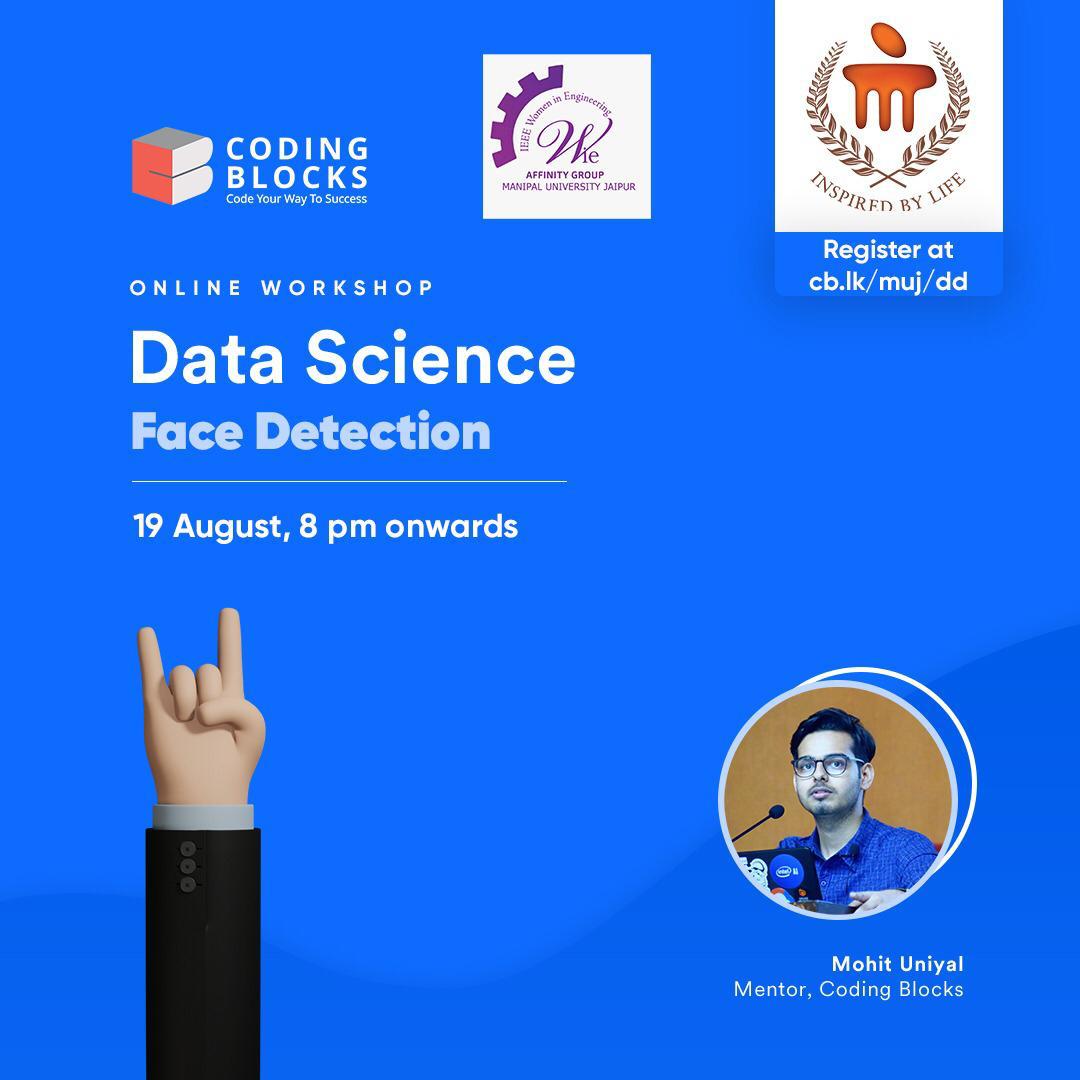 CODING
BLOCKS
Code Your Way To Success
IEEE Women in Engineering
Wie
AFFINITY GROUP
MANIPAL UNIVERSITY JAIPUR
INSPIRED BY LIFE
Register at
cb.lk/muj/dd
ONLINE WORKSHOP
Data Science
Face Detection
19 August, 8 pm onwards
intel AI
Mohit Uniyal
Mentor, Coding Blocks